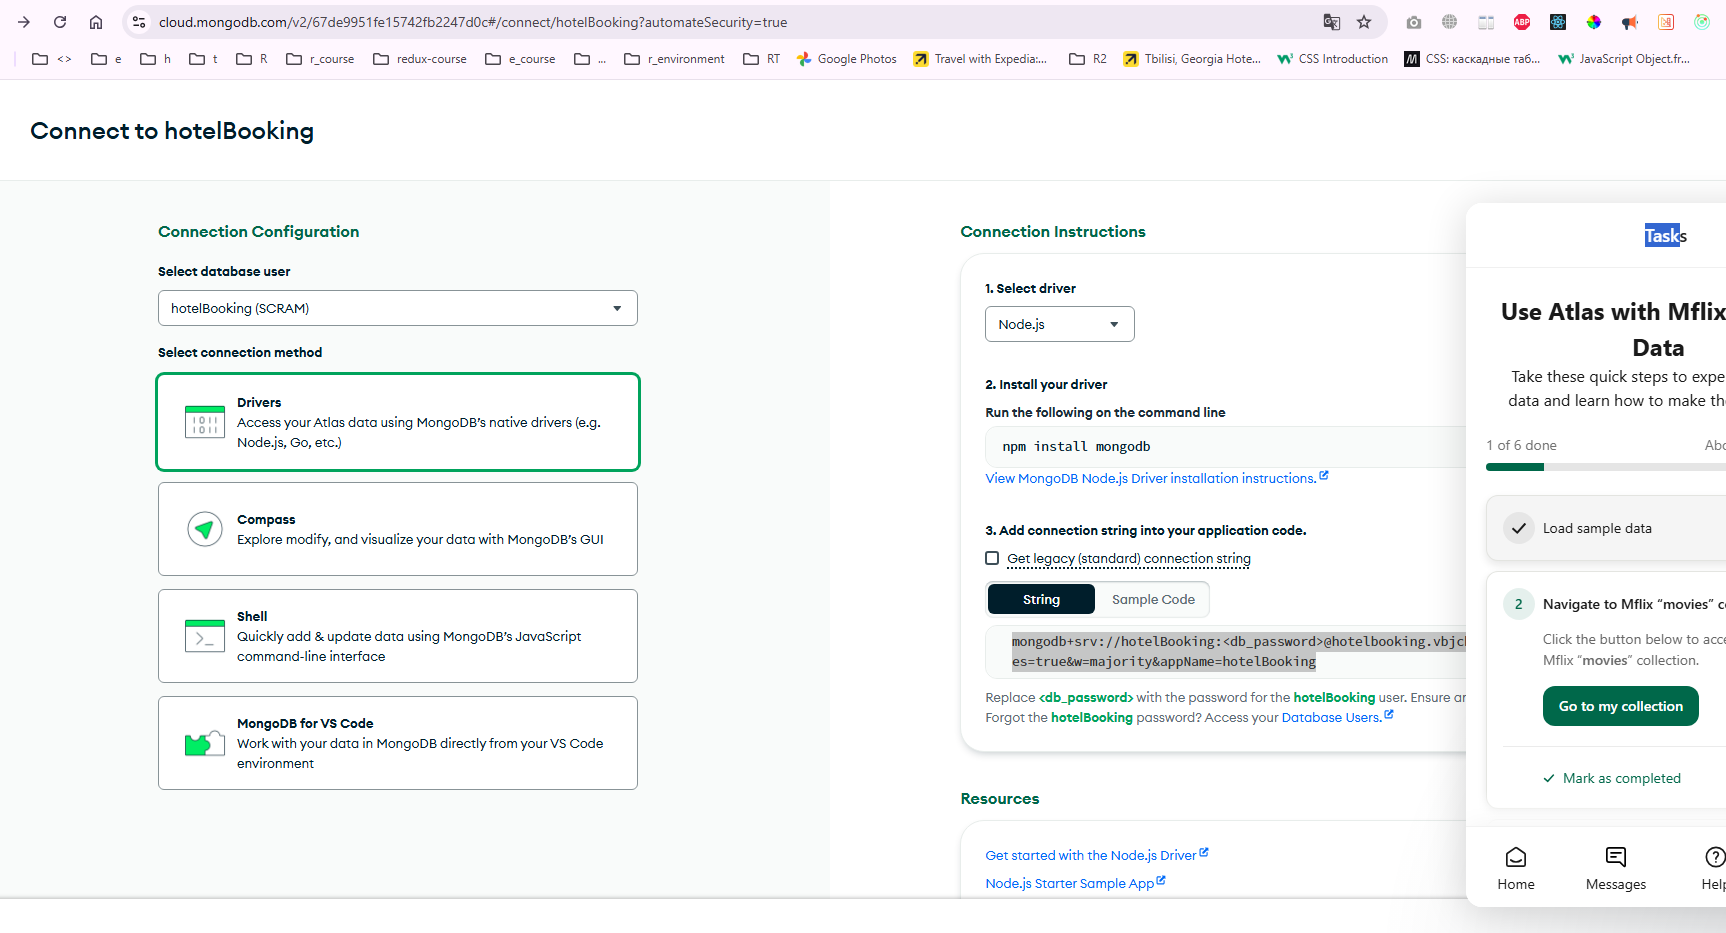 cloud.mongodb.com/v2/67de9951fe15742fb2247d0c#/connect/hotelBooking?automateSecurity=true
ABP
<> e h t R r_course redux-course e_course ... r_environment RT Google Photos Travel with Expedia:... R2 Tbilisi, Georgia Hote... CSS Introduction CSS: каскадные таб... JavaScript Object.fr...
Connect to hotelBooking
Connection Configuration
Select database user
hotelBooking (SCRAM)
Select connection method
Drivers
Access your Atlas data using MongoDB’s native drivers (e.g.
Node.js, Go, etc.)
Compass
Explore modify, and visualize your data with MongoDB’s GUI
Shell
Quickly add & update data using MongoDB’s JavaScript
command-line interface
MongoDB for VS Code
Work with your data in MongoDB directly from your VS Code
environment
Connection Instructions
1. Select driver
Node.js
2. Install your driver
Run the following on the command line
npm install mongodb
View MongoDB Node.js Driver installation instructions.
3. Add connection string into your application code.
Get legacy (standard) connection string
String Sample Code
mongodb+srv://hotelBooking:<db_password>@hotelbooking.vbjc
es=true&w=majority&appName=hotelBooking
Replace <db_password> with the password for the hotelBooking user. Ensure
Forgot the hotelBooking password? Access your Database Users.
Resources
Get started with the Node.js Driver
Node.js Starter Sample App
Tasks
Use Atlas with Mflix
Data
Take these quick steps to expe
data and learn how to make th
1 of 6 done Abo
Load sample data
2 Navigate to Mflix “movies” c
Click the button below to acce
Mflix “movies” collection.
Go to my collection
Mark as completed
Home Messages Help